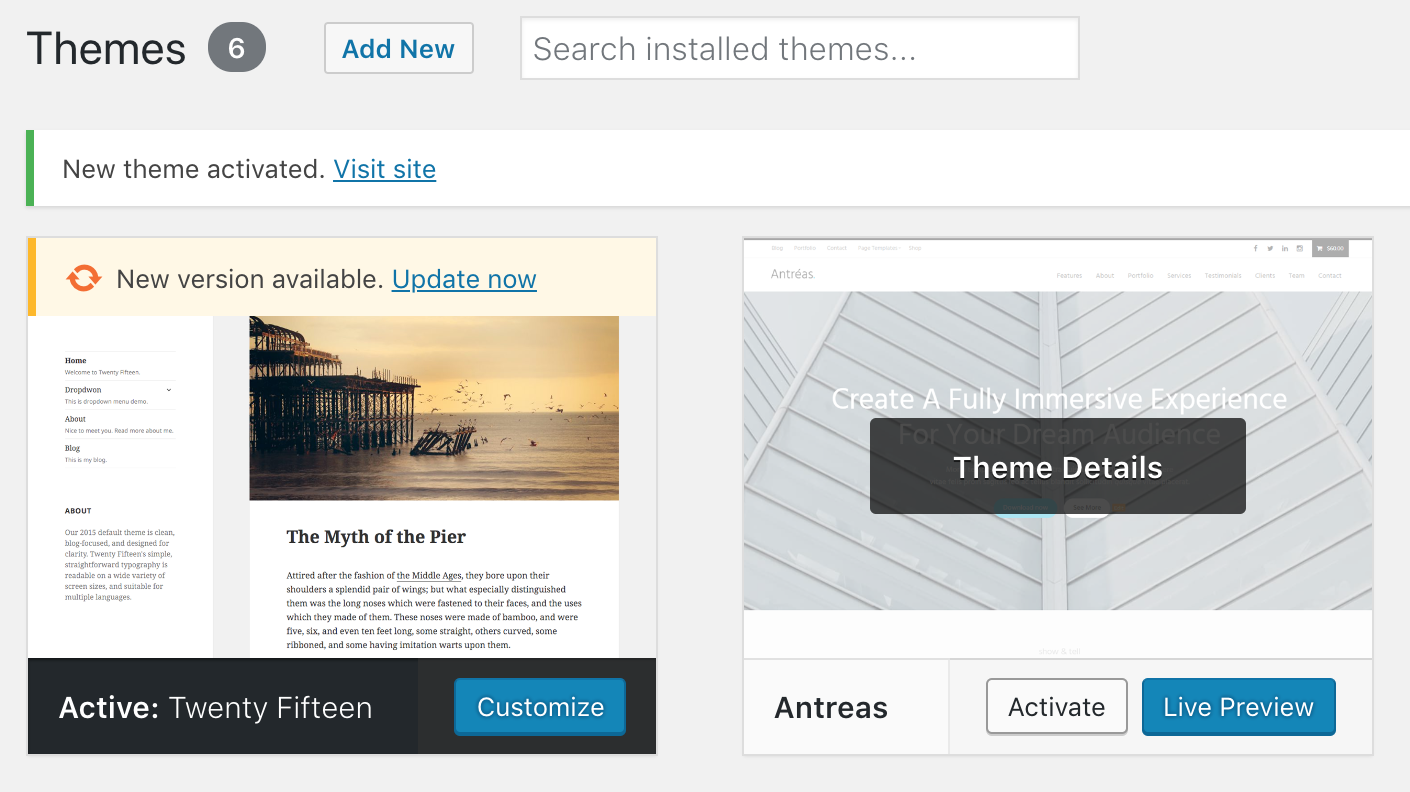 Themes 6 Add New Search installed themes...
New theme activated. Visit site
New version available. Update now
Home
Welcome to Twenty Fifteen.
Dropdwon
This is dropdown menu demo.
About
Nice to meet you. Read more about me.
Blog
This is my blog.
ABOUT
Our 2015 default theme is clean,
blog-focused, and designed for
clarity. Twenty Fifteen's simple,
straightforward typography is
readable on a wide variety of
screen sizes, and suitable for
multiple languages.
The Myth of the Pier
Attired after the fashion of the Middle Ages, they bore upon their
shoulders a splendid pair of wings; but what especially distinguished
them was the long noses which were fastened to their faces, and the uses
which they made of them. These noses were made of bamboo, and were
five, six, and even ten feet long, some straight, others curved, some
ribboned, and some having imitation warts upon them.
Active: Twenty Fifteen Customize
Blog Portfolio Contact Page Templates Shop $60.00
Antréas.
Features About Portfolio Services Testimonials Clients Team Contact
Create A Fully Immersive Experience
For Your Dream Audience
Theme Details
show & tell
Antreas Activate Live Preview